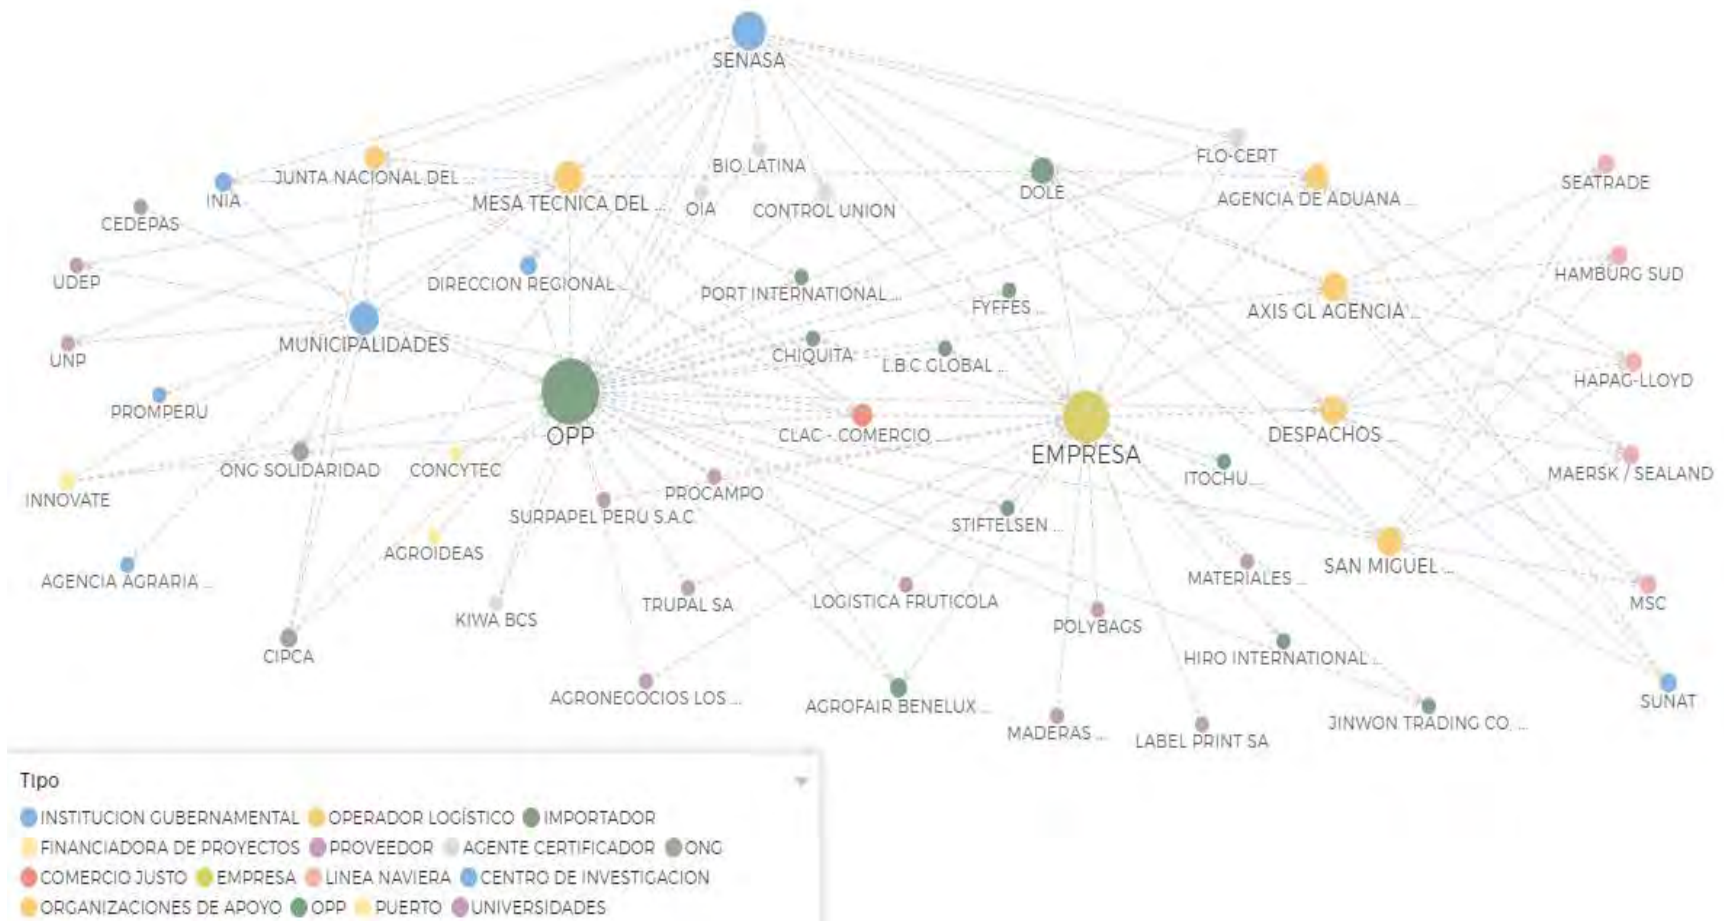 SENASA
BIO LATINA
FLO-CERT
JUNTA NACIONAL DEL ...
INIA
MESA TECNICA DEL ...
OIA
CONTROL UNION
DOLE
AGENCIA DE ADUANA ...
SEATRADE
CEDEPAS
UDEP
DIRECCION REGIONAL ...
PORT INTERNATIONAL ...
FYFFES ...
AXIS GL AGENCIA ...
HAMBURG SUD
UNP
MUNICIPALIDADES
CHIQUITA
L.B.C.GLOBAL ...
HAPAG-LLOYD
PROMPERU
OPP
CLAC - COMERCIO ...
EMPRESA
DESPACHOS ...
ONG SOLIDARIDAD
CONCYTEC
ITOCHU ...
MAERSK / SEALAND
INNOVATE
PROCAMPO
SURPAPEL PERU S.A.C
STIFTELSEN ...
AGROIDEAS
SAN MIGUEL ...
AGENCIA AGRARIA ...
MATERIALES ...
TRUPAL SA
LOGISTICA FRUTICOLA
MSC
KIWA BCS
POLYBAGS
CIPCA
HIRO INTERNATIONAL ...
AGRONEGOCIOS LOS ...
AGROFAIR BENELUX ...
SUNAT
MADERAS ...
LABEL PRINT SA
JINWON TRADING CO. ...
Tipo
INSTITUCION GUBERNAMENTAL OPERADOR LOGÍSTICO IMPORTADOR
FINANCIADORA DE PROYECTOS PROVEEDOR AGENTE CERTIFICADOR ONG
COMERCIO JUSTO EMPRESA LINEA NAVIERA CENTRO DE INVESTIGACION
ORGANIZACIONES DE APOYO OPP PUERTO UNIVERSIDADES